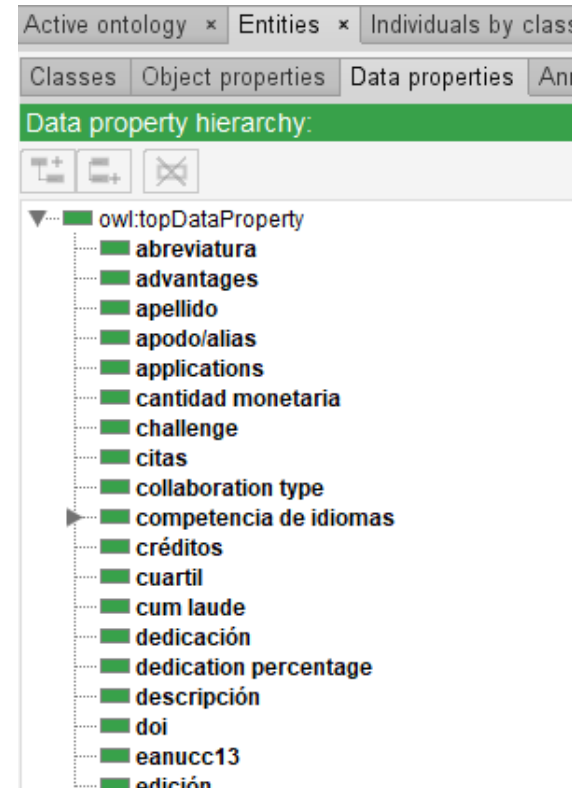 Active ontology × Entities × Individuals by class
Classes Object properties Data properties
Data property hierarchy:
owl:topDataProperty
abreviatura
advantages
apellido
apodo/alias
applications
cantidad monetaria
challenge
citas
collaboration type
competencia de idiomas
créditos
cuartil
cum laude
dedicación
dedication percentage
descripción
doi
eanucc13
edición